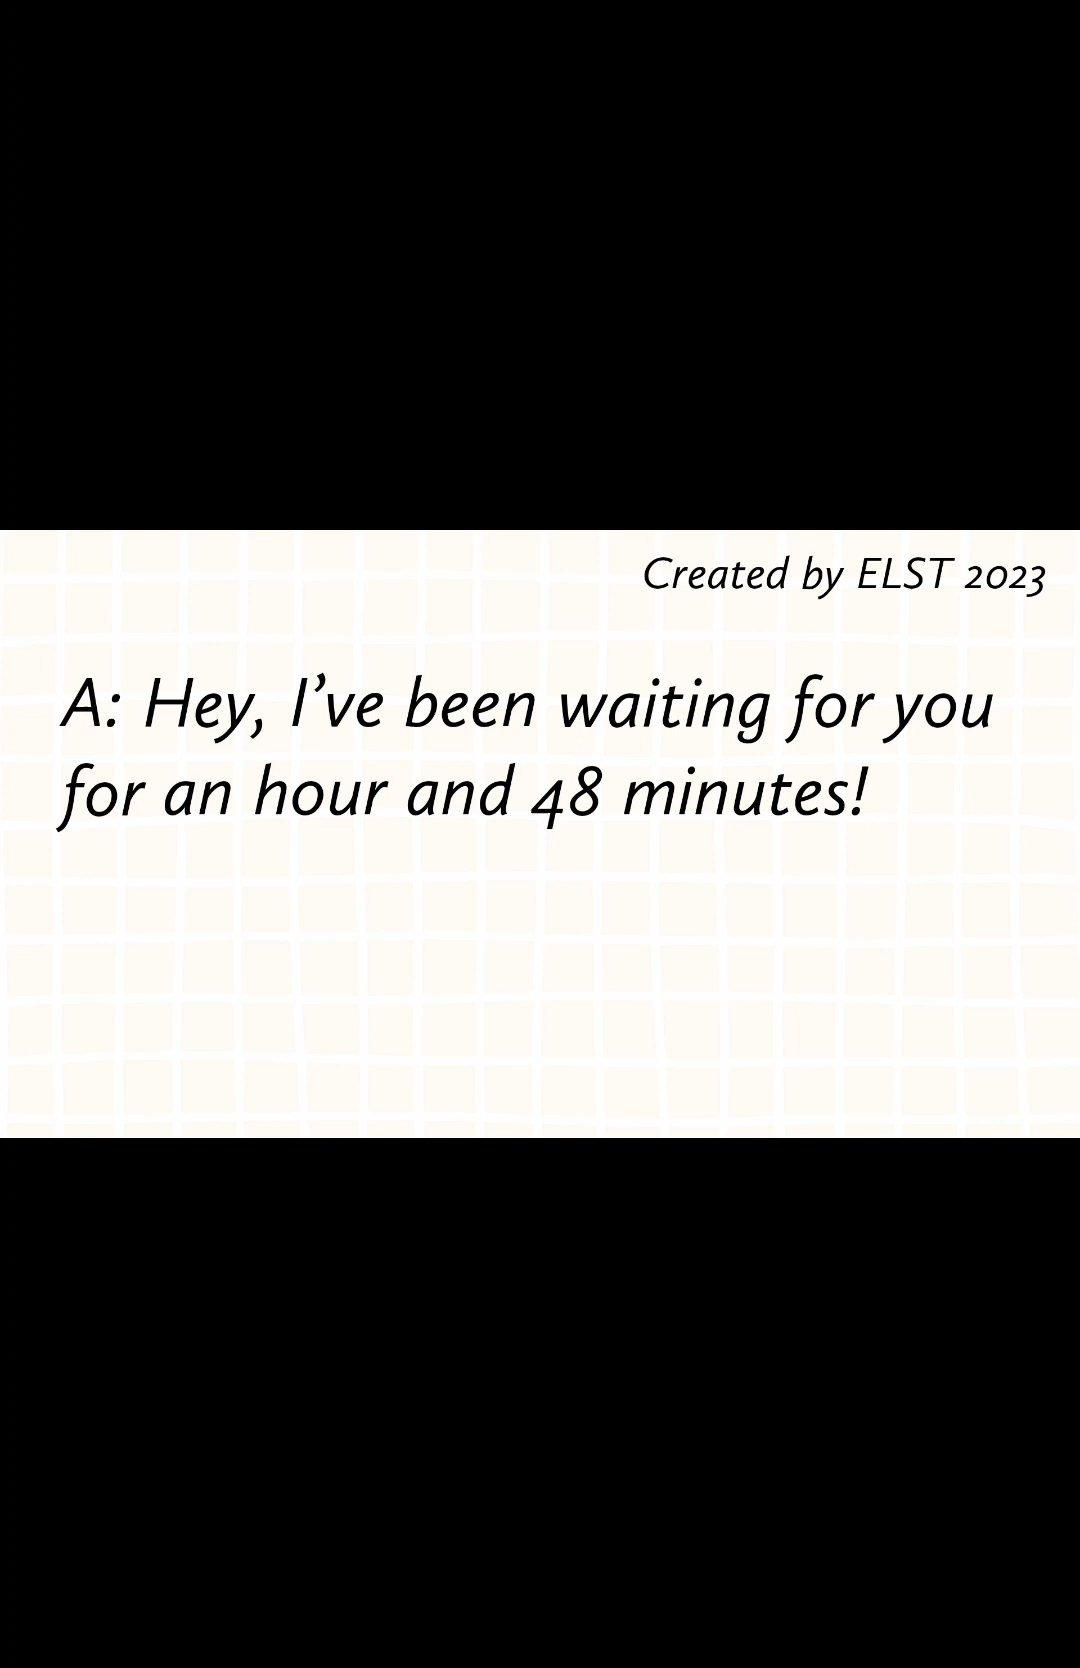 Created by ELST 2023
A: Hey, I’ve been waiting for you
for an hour and 48 minutes!